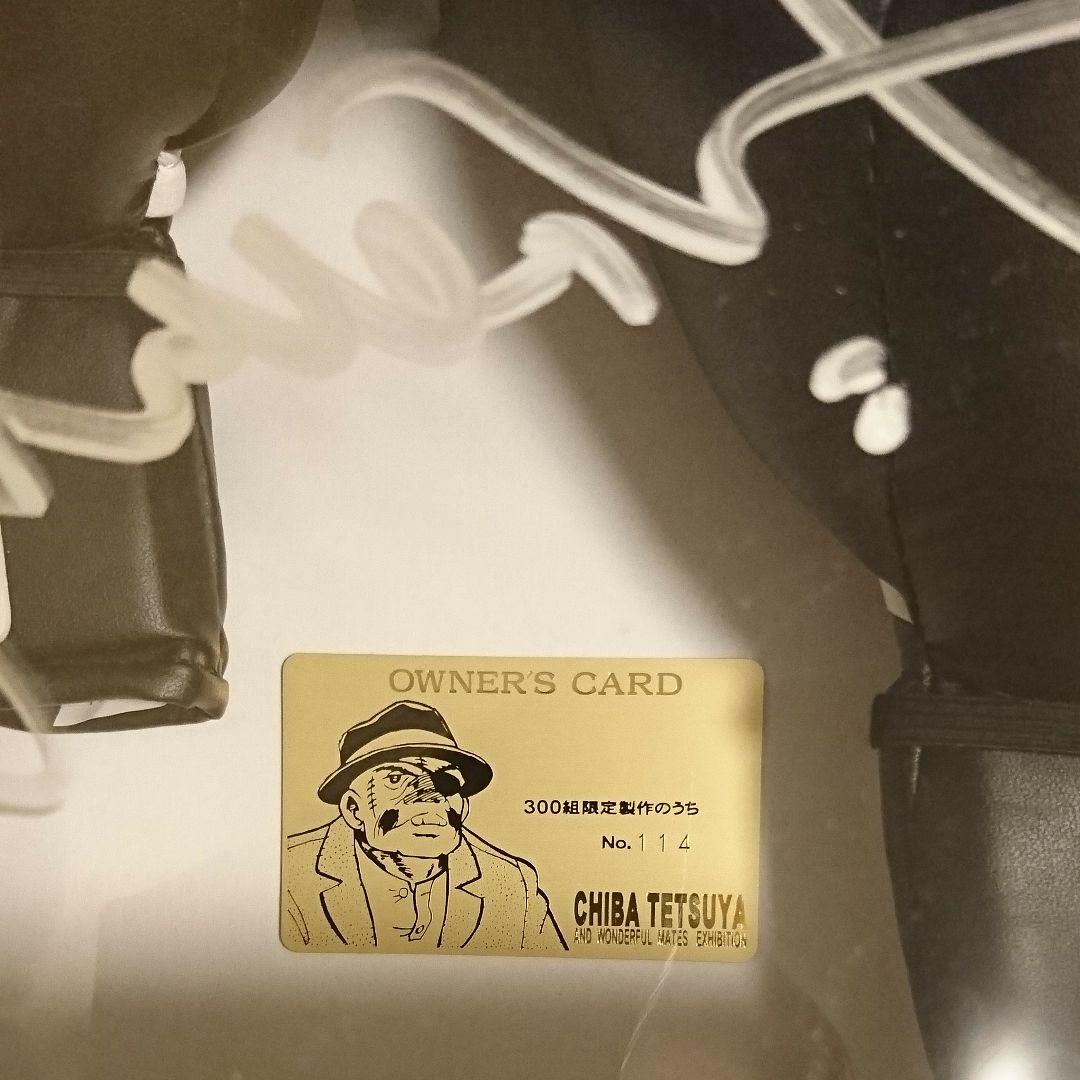 OWNER'S CARD
300組限定製作のうち
No. 114
CHIBA TETSUYA
AND WONDERFUL MATES EXHIBITION